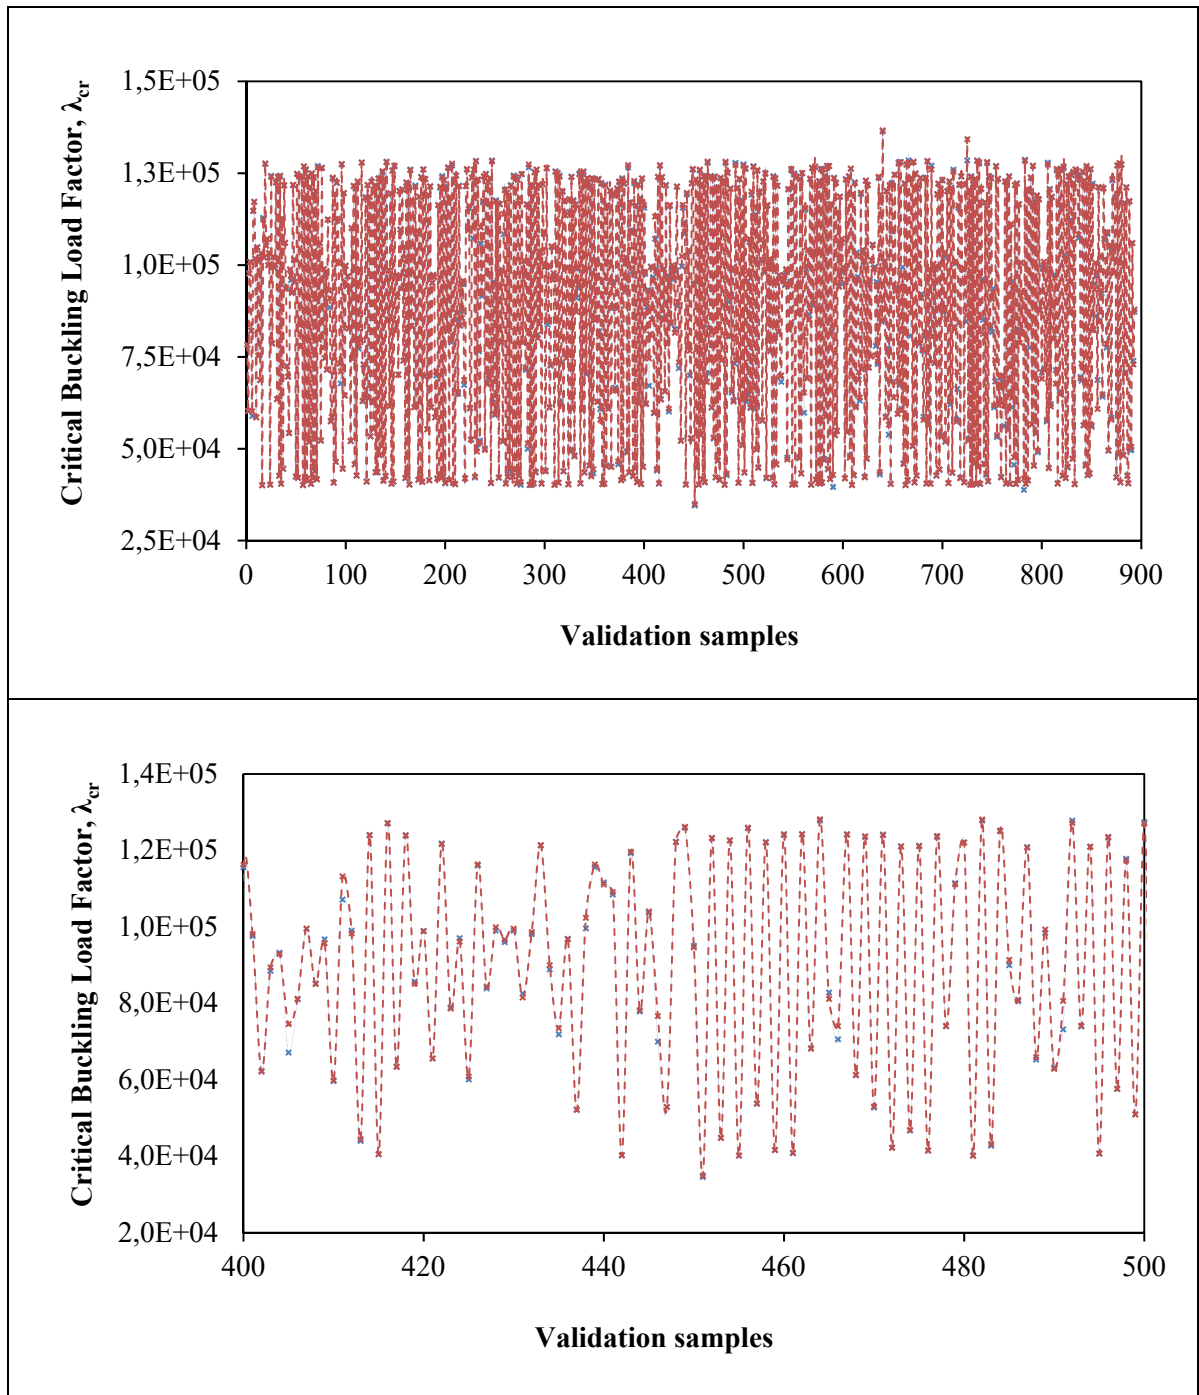 Critical Buckling Load Factor, λcr
1,5E+05
1,3E+05
1,0E+05
7,5E+04
5,0E+04
2,5E+04
0 100 200 300 400 500 600 700 800 900
Validation samples
Critical Buckling Load Factor, λcr
1,4E+05
1,2E+05
1,0E+05
8,0E+04
6,0E+04
4,0E+04
2,0E+04
400 420 440 460 480 500
Validation samples